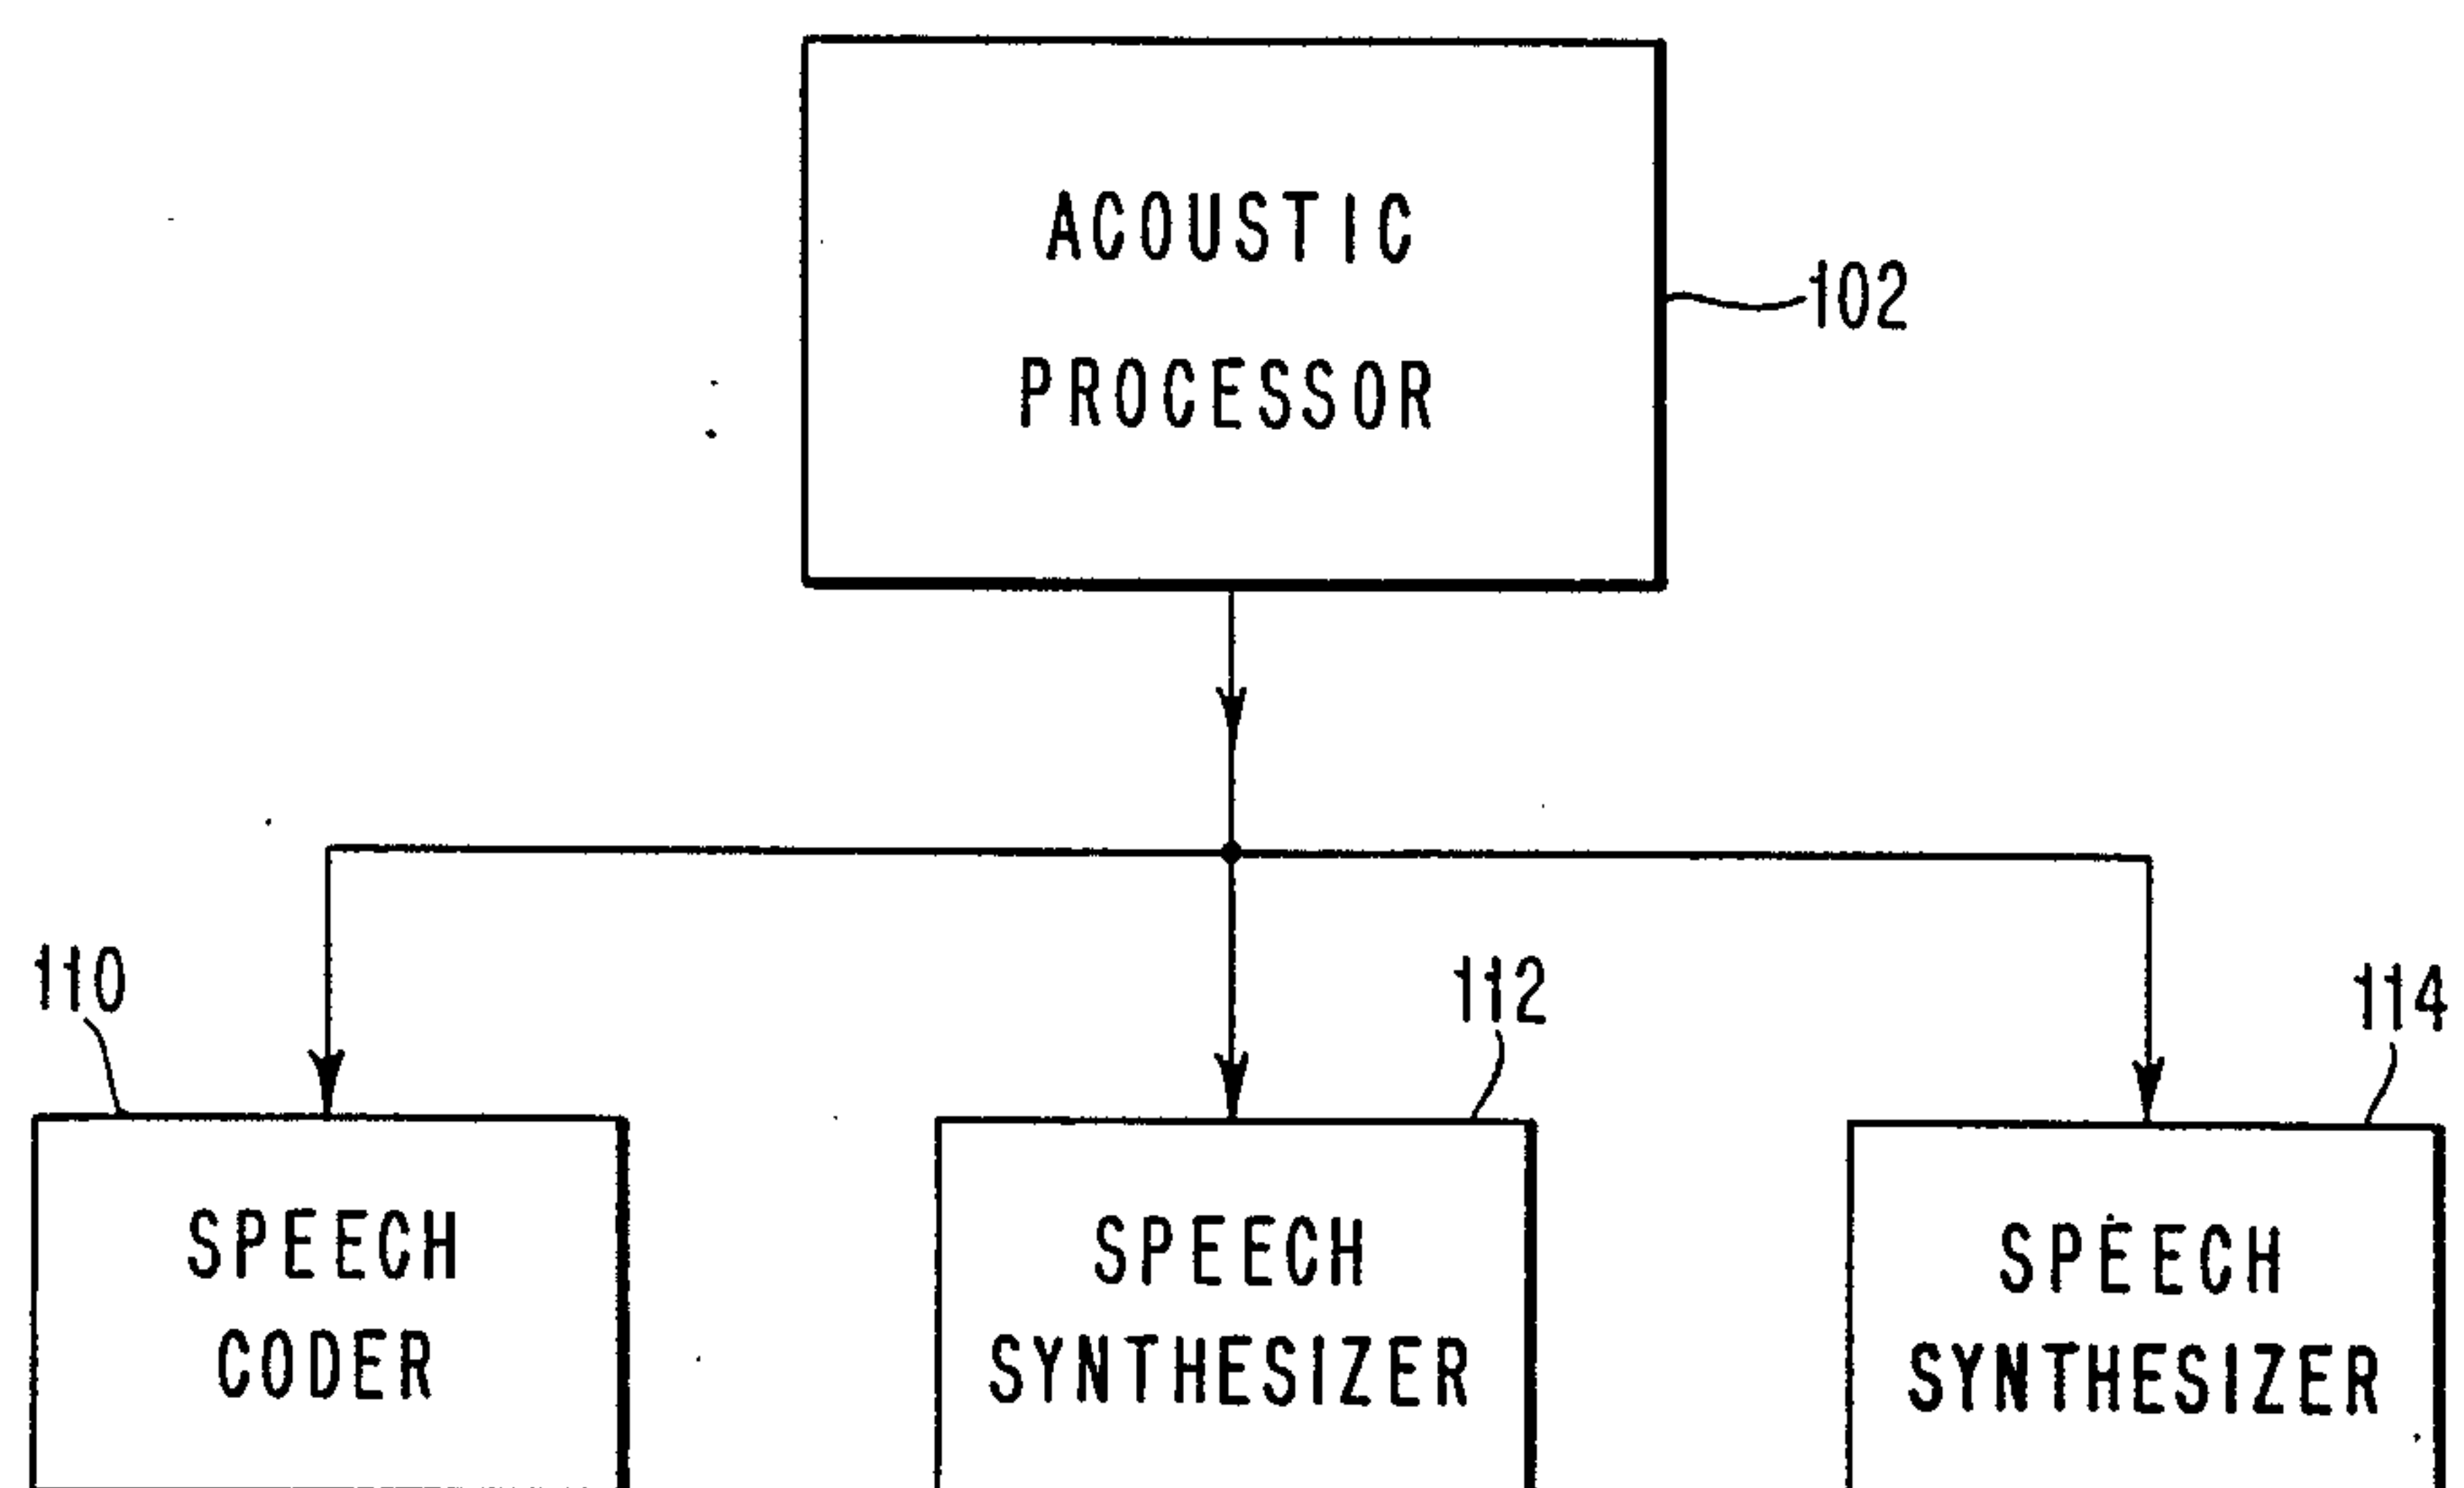 ACOUSTIC
PROCESSOR
102
110
112
114
SPEECH
CODER
SPEECH
SYNTHESIZER
SPEECH
SYNTHESIZER